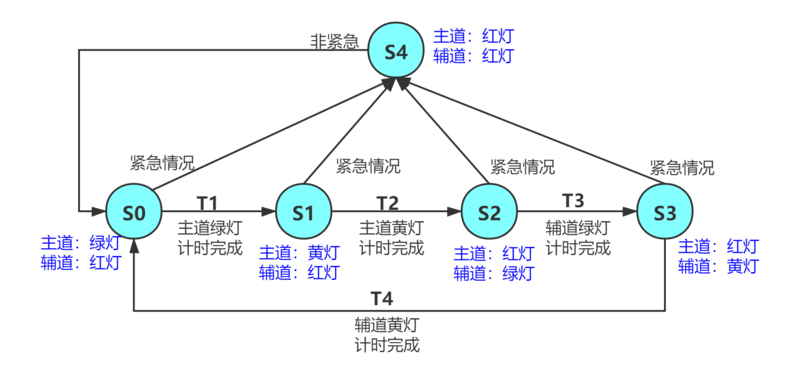 非紧急
S4
主道：红灯
辅道：红灯
紧急情况
紧急情况
紧急情况
紧急情况
S0
T1
S1
T2
S2
T3
S3
主道绿灯
计时完成
主道黄灯
计时完成
辅道绿灯
计时完成
主道：绿灯
辅道：红灯
主道：黄灯
辅道：红灯
主道：红灯
辅道：绿灯
主道：红灯
辅道：黄灯
T4
辅道黄灯
计时完成